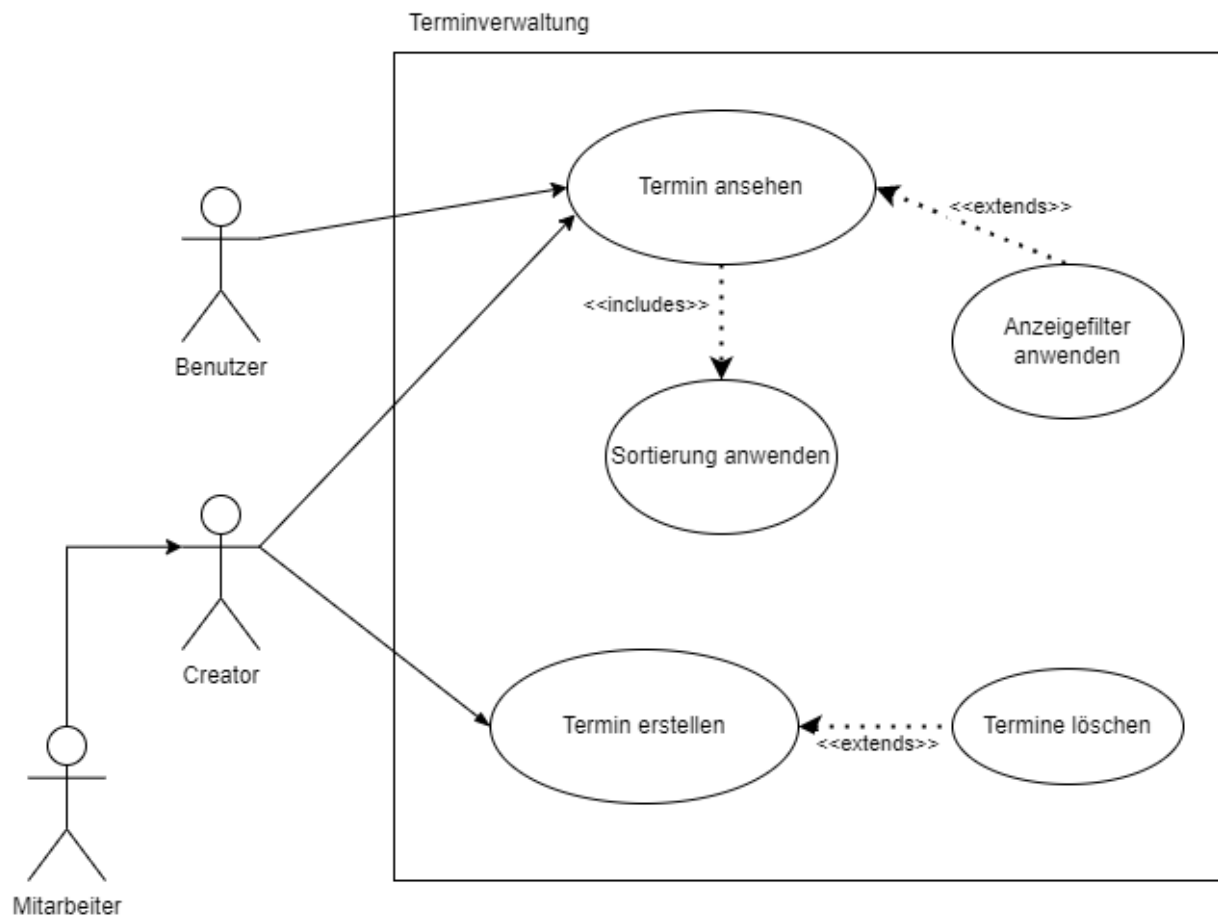 Terminverwaltung
Termin ansehen
<<extends>>
<<includes>>
Anzeigefilter
anwenden
Benutzer
Sortierung anwenden
Creator
Termin erstellen
Termine löschen
<<extends>>
Mitarbeiter